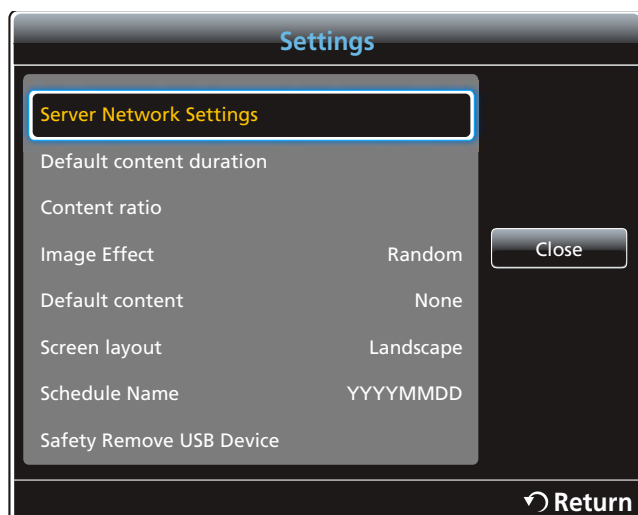 Settings
Server Network Settings
Default content duration
Content ratio
Image Effect Random
Default content None
Screen layout Landscape
Schedule Name YYYYMMDD
Safety Remove USB Device
Close
Return